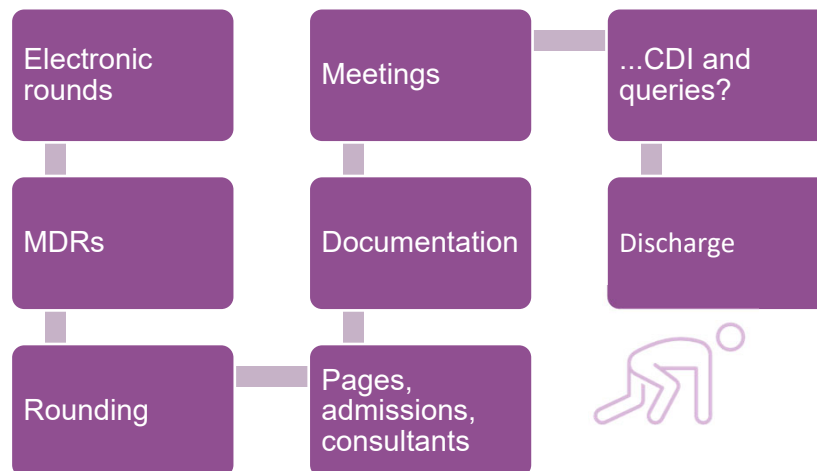 Electronic
rounds
MDRs
Rounding
Pages,
admissions,
consultants
Documentation
Meetings
...CDI and
queries?
Discharge